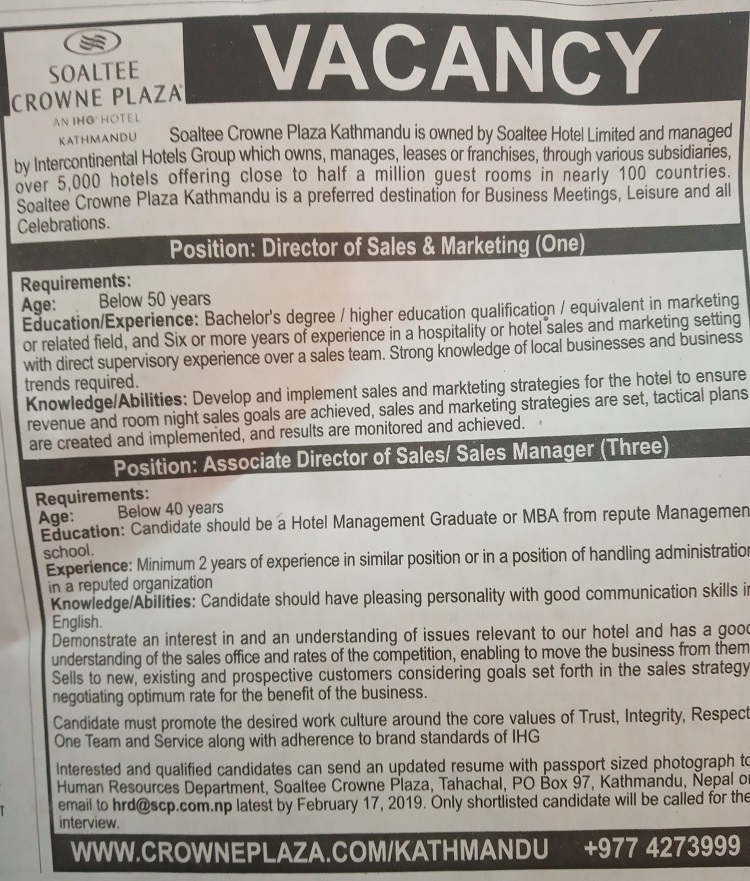 SOALTEE
CROWNE PLAZA
AN IHG HOTEL
KATHMANDU
VACANCY
Soaltee Crowne Plaza Kathmandu is owned by Soaltee Hotel Limited and managed
by Intercontinental Hotels Group which owns, manages, leases or franchises, through various subsidiaries,
over 5,000 hotels offering close to half a million guest rooms in nearly 100 countries.
Soaltee Crowne Plaza Kathmandu is a preferred destination for Business Meetings, Leisure and all
Celebrations.
Position: Director of Sales & Marketing (One)
Requirements:
Age: Below 50 years
Education/Experience: Bachelor's degree / higher education qualification / equivalent in marketing
or related field, and Six or more years of experience in a hospitality or hotel sales and marketing setting
with direct supervisory experience over a sales team. Strong knowledge of local businesses and business
trends required.
Knowledge/Abilities: Develop and implement sales and markteting strategies for the hotel to ensure
revenue and room night sales goals are achieved, sales and marketing strategies are set, tactical plans
are created and implemented, and results are monitored and achieved.
Position: Associate Director of Sales/ Sales Manager (Three)
Requirements:
Age: Below 40 years
Education: Candidate should be a Hotel Management Graduate or MBA from repute Managemen
school.
Experience: Minimum 2 years of experience in similar position or in a position of handling administration
in a reputed organization
Knowledge/Abilities: Candidate should have pleasing personality with good communication skills in
English.
Demonstrate an interest in and an understanding of issues relevant to our hotel and has a good
understanding of the sales office and rates of the competition, enabling to move the business from them
Sells to new, existing and prospective customers considering goals set forth in the sales strategy
negotiating optimum rate for the benefit of the business.
Candidate must promote the desired work culture around the core values of Trust, Integrity, Respect
One Team and Service along with adherence to brand standards of IHG
Interested and qualified candidates can send an updated resume with passport sized photograph to
Human Resources Department, Soaltee Crowne Plaza, Tahachal, PO Box 97, Kathmandu, Nepal or
email to hrd@scp.com.np latest by February 17, 2019. Only shortlisted candidate will be called for the
interview.
WWW.CROWNEPLAZA.COM/KATHMANDU +977 4273999